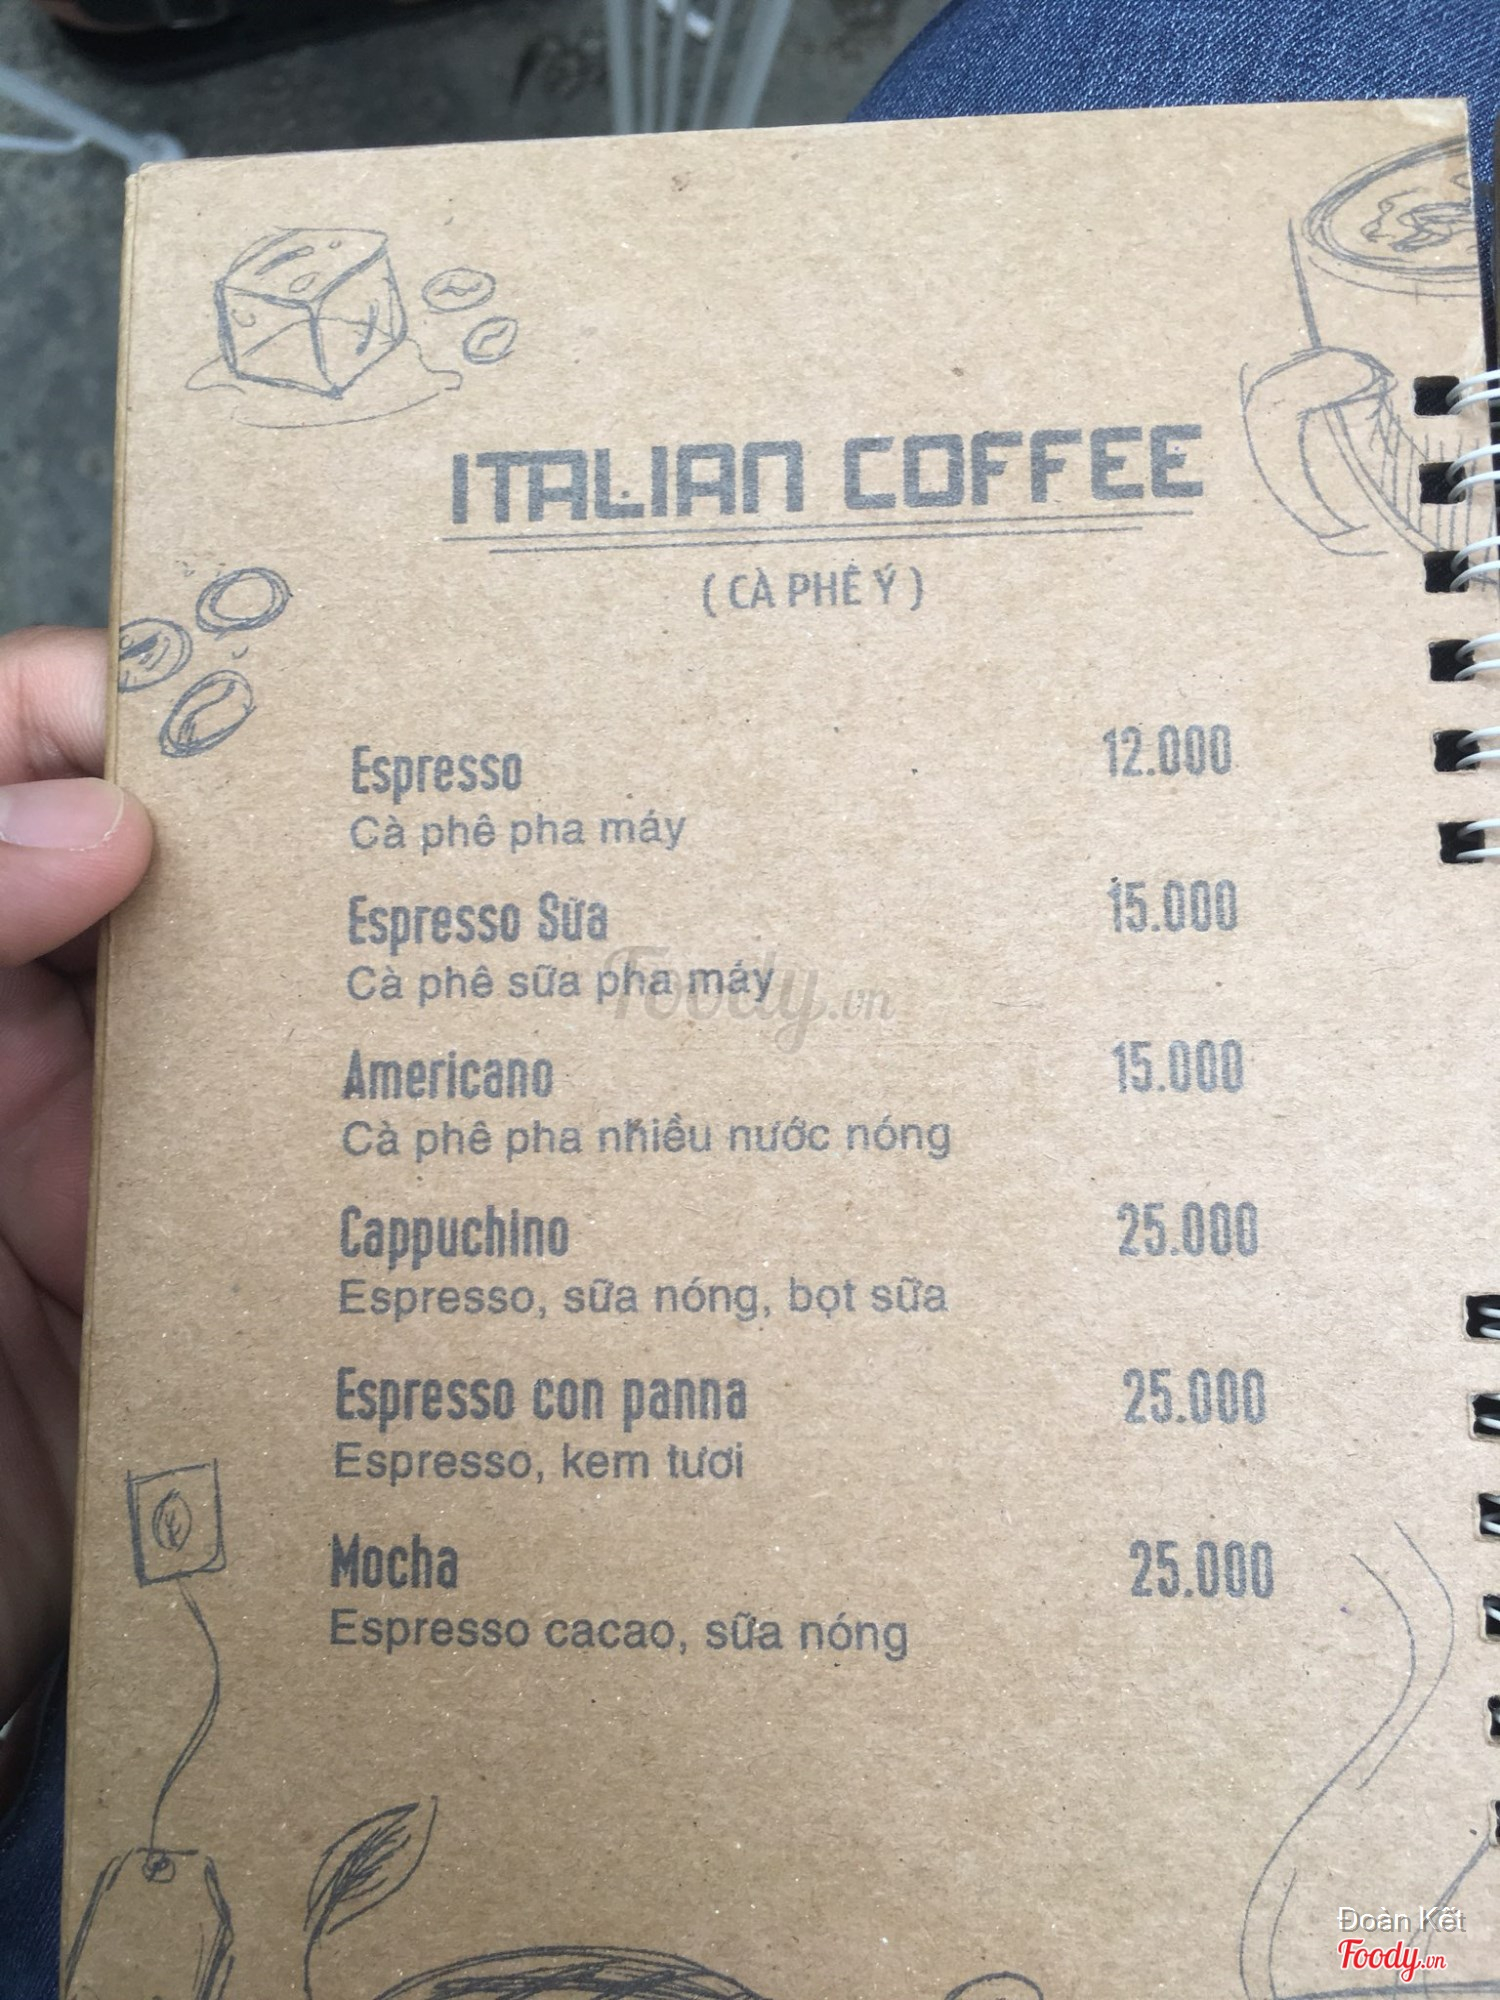 ITALIAN COFFEE
( CÀ PHÊ Ý )
Espresso 12.000
Cà phê pha máy
Espresso Sữa 15.000
Cà phê sữa pha máy
Foody.vn
Americano 15.000
Cà phê pha nhiều nước nóng
Cappuchino 25.000
Espresso, sữa nóng, bọt sữa
Espresso con panna 25.000
Espresso, kem tươi
Mocha 25.000
Espresso cacao, sữa nóng
Đoàn Kết
Foody.vn